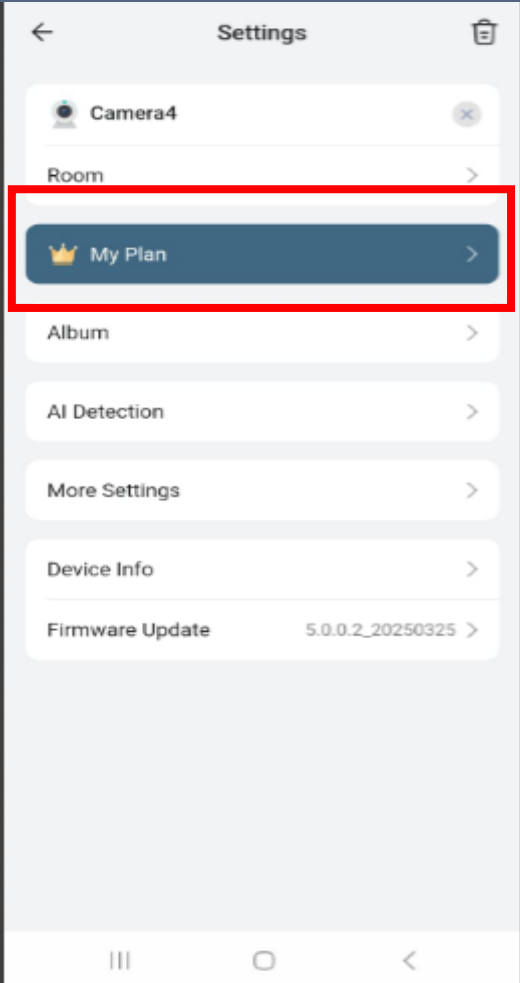 Settings
Camera4
Room
My Plan
Album
AI Detection
More Settings
Device Info
Firmware Update 5.0.0.2_20250325